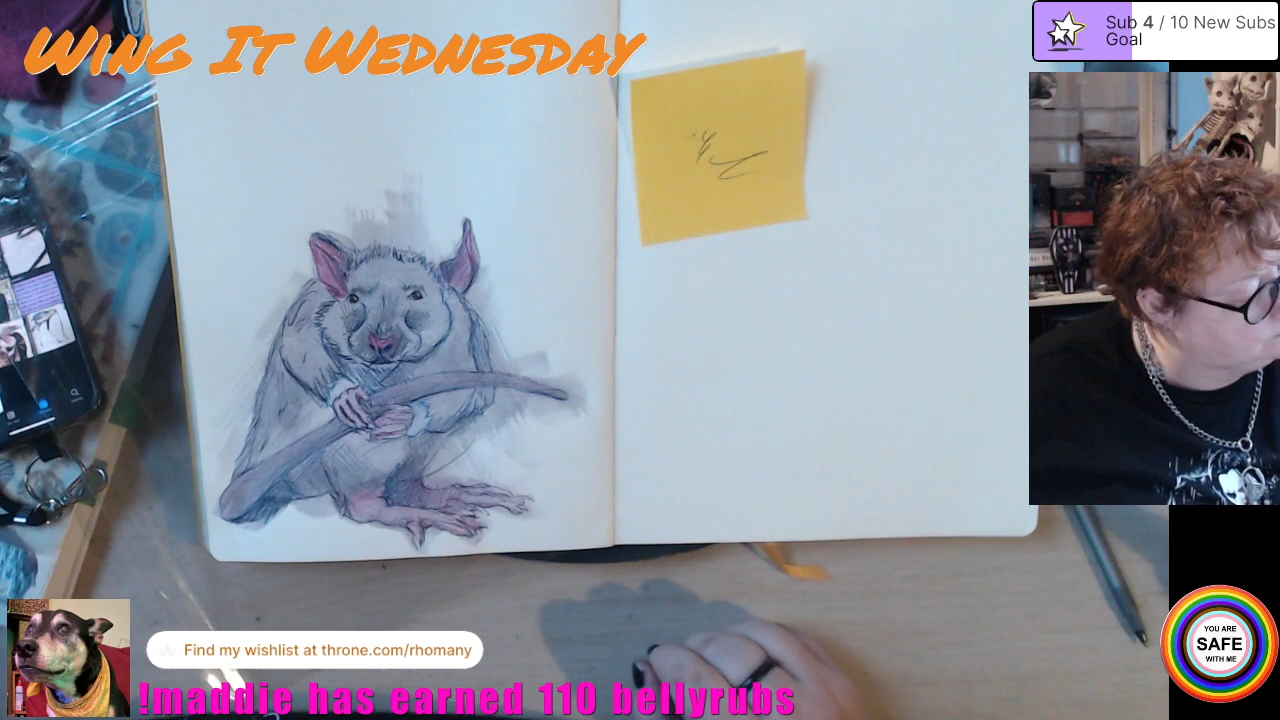 Wing It Wednesday
Sub 4 / 10 New Subs
Goal
YOU ARE
SAFE
WITH ME
Find my wishlist at throne.com/rhomany
!maddie has earned 110 bellyrubs